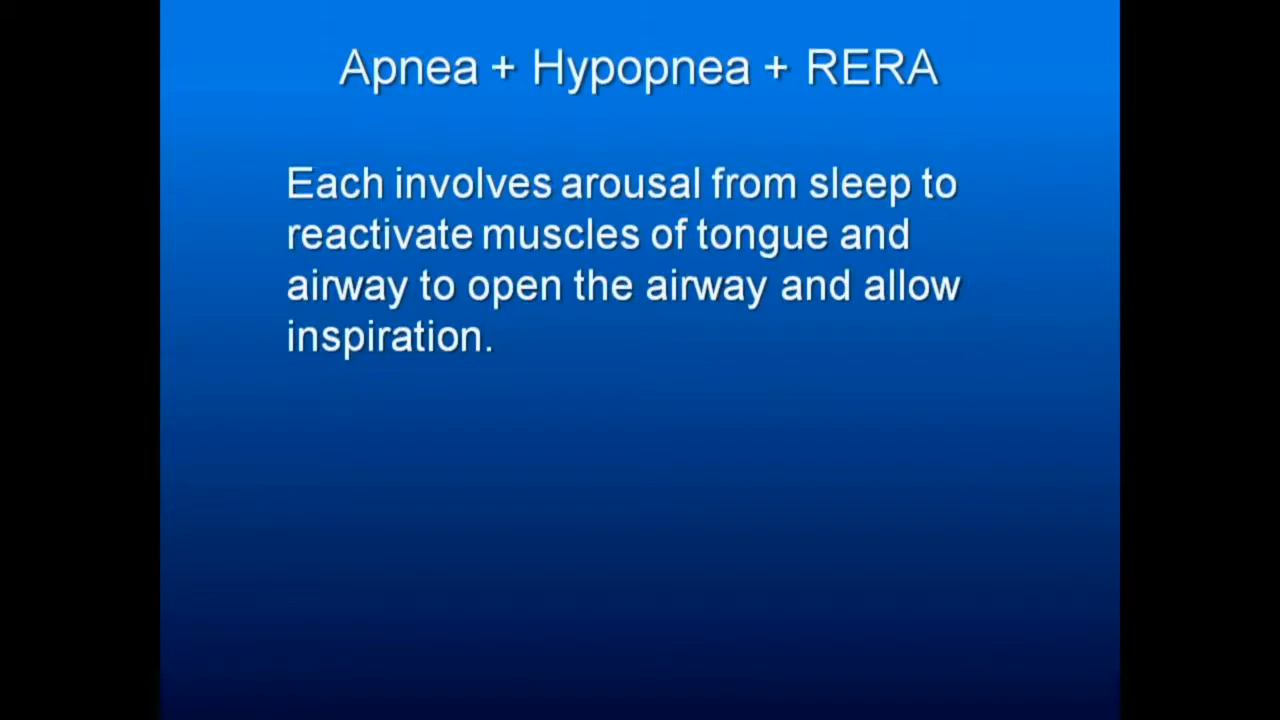 Apnea + Hypopnea + RERA
Each involves arousal from sleep to
reactivate muscles of tongue and
airway to open the airway and allow
inspiration.